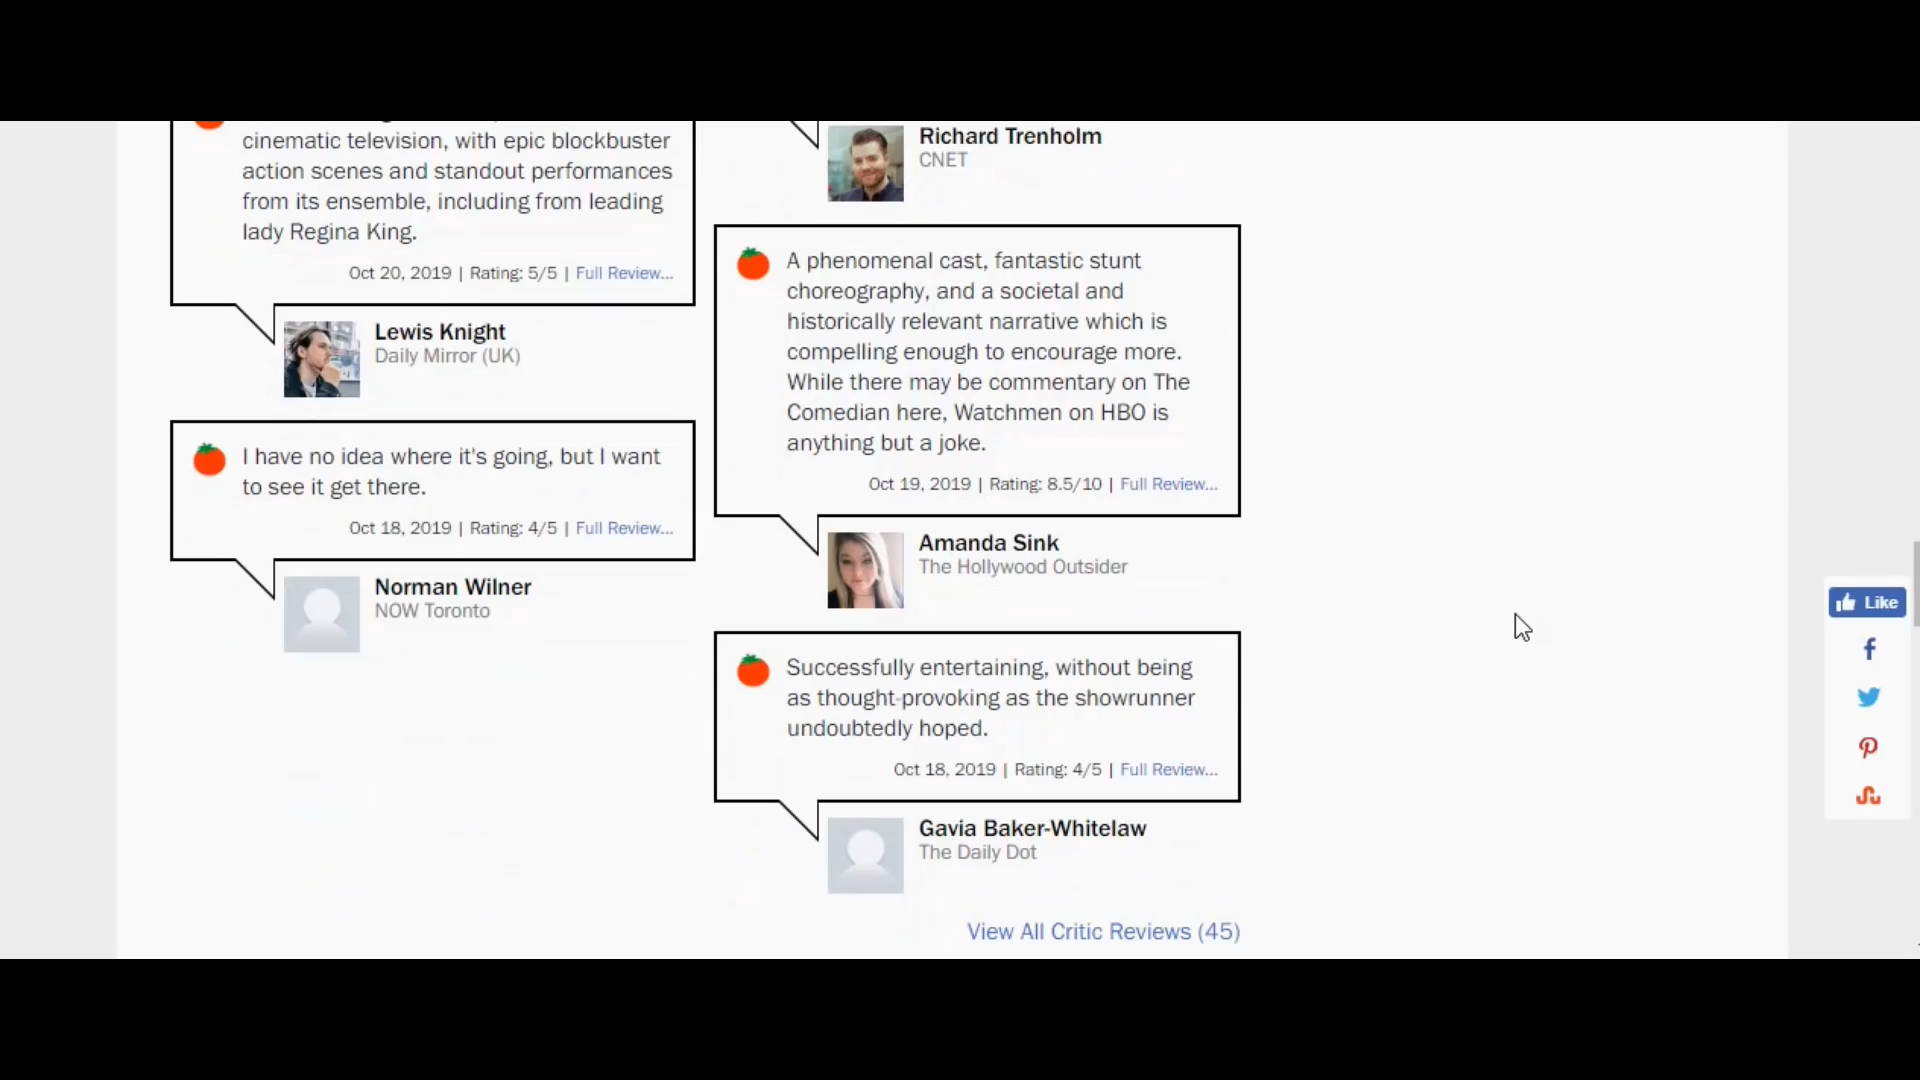 cinematic television, with epic blockbuster
action scenes and standout performances
from its ensemble, including from leading
lady Regina King.
Oct 20, 2019 | Rating: 5/5 | Full Review...
Lewis Knight
Daily Mirror (UK)
I have no idea where it's going, but I want
to see it get there.
Oct 18, 2019 | Rating: 4/5 | Full Review...
Norman Wilner
NOW Toronto
Richard Trenholm
CNET
A phenomenal cast, fantastic stunt
choreography, and a societal and
historically relevant narrative which is
compelling enough to encourage more.
While there may be commentary on The
Comedian here, Watchmen on HBO is
anything but a joke.
Oct 19, 2019 | Rating: 8.5/10 | Full Review...
Amanda Sink
The Hollywood Outsider
Successfully entertaining, without being
as thought-provoking as the showrunner
undoubtedly hoped.
Oct 18, 2019 | Rating: 4/5 | Full Review...
Gavia Baker-Whitelaw
The Daily Dot
View All Critic Reviews (45)
Like